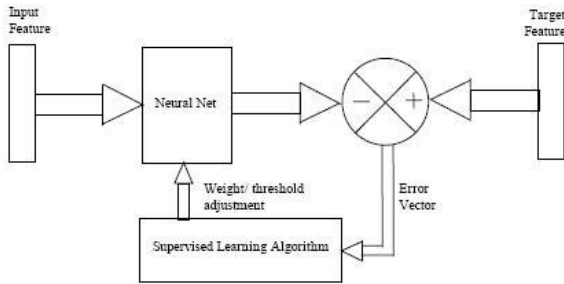 Input
Feature
Target
Feature
Neural Net
−
+
Weight/ threshold
adjustment
Error
Vector
Supervised Learning Algorithm